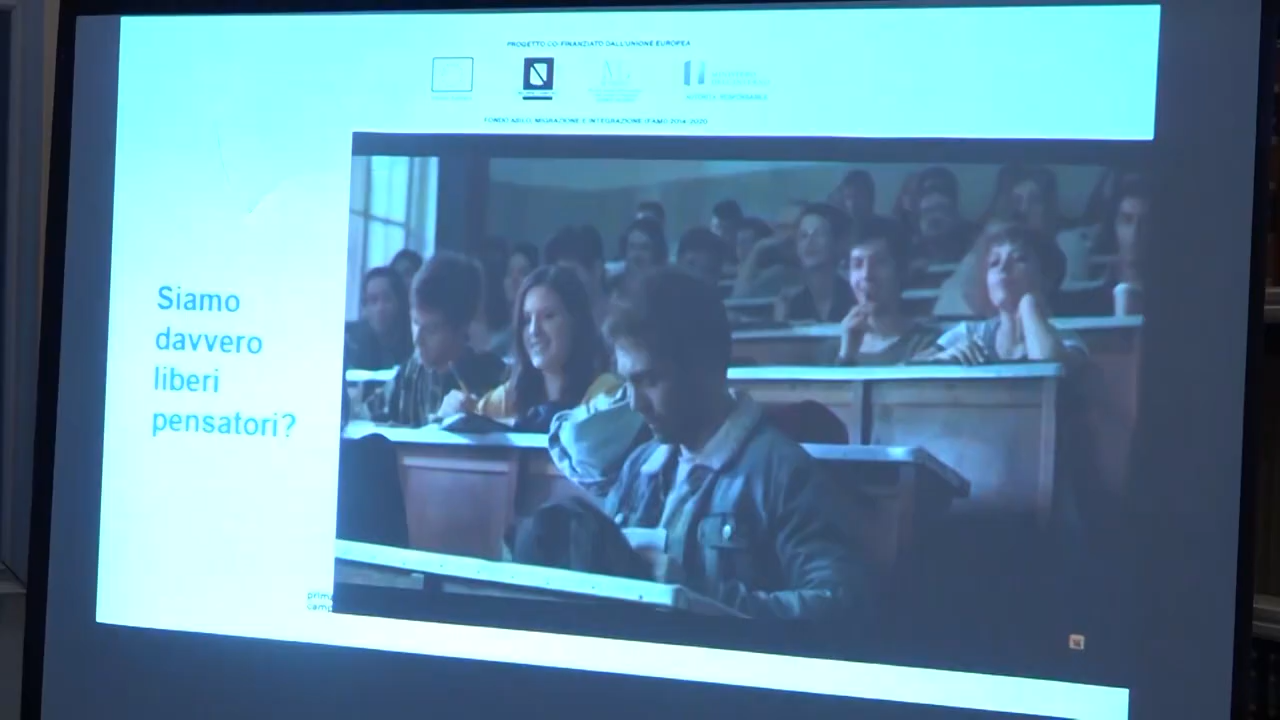 PROGETTO CO-FINANZIATO DALL'UNIONE EUROPEA
FONDO ASILO, MIGRAZIONE E INTEGRAZIONE (FAMI) 2014-2020
Siamo
davvero
liberi
pensatori?